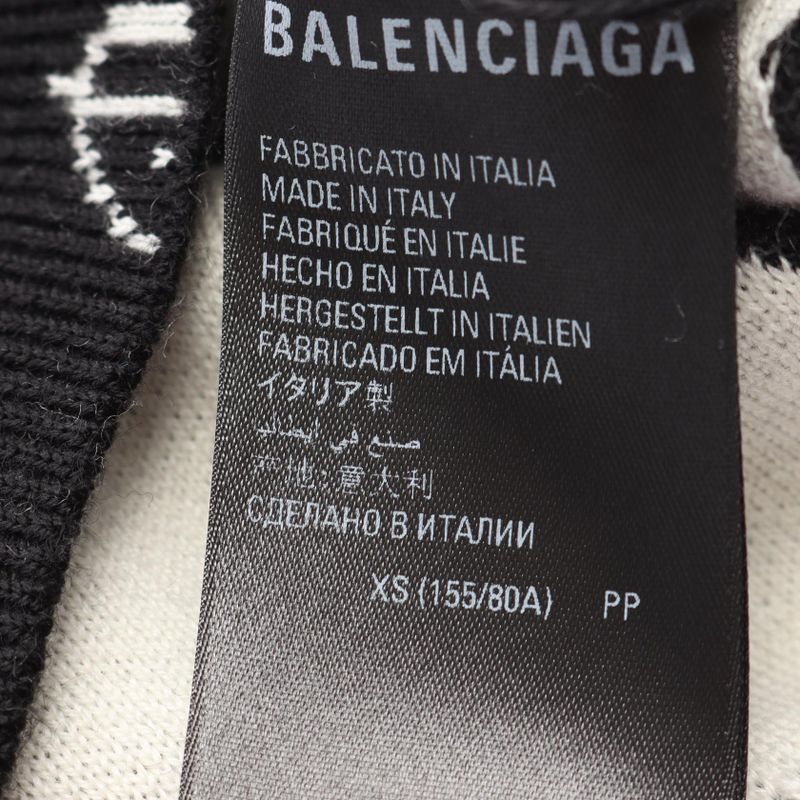 BALENCIAGA
FABBRICATO IN ITALIA
MADE IN ITALY
FABRIQUÉ EN ITALIE
HECHO EN ITALIA
HERGESTELLT IN ITALIEN
FABRICADO EM ITÁLIA
イタリア製
صنع في ايطاليا
产地:意大利
СДЕЛАНО В ИТАЛИИ
XS (155/80A) PP